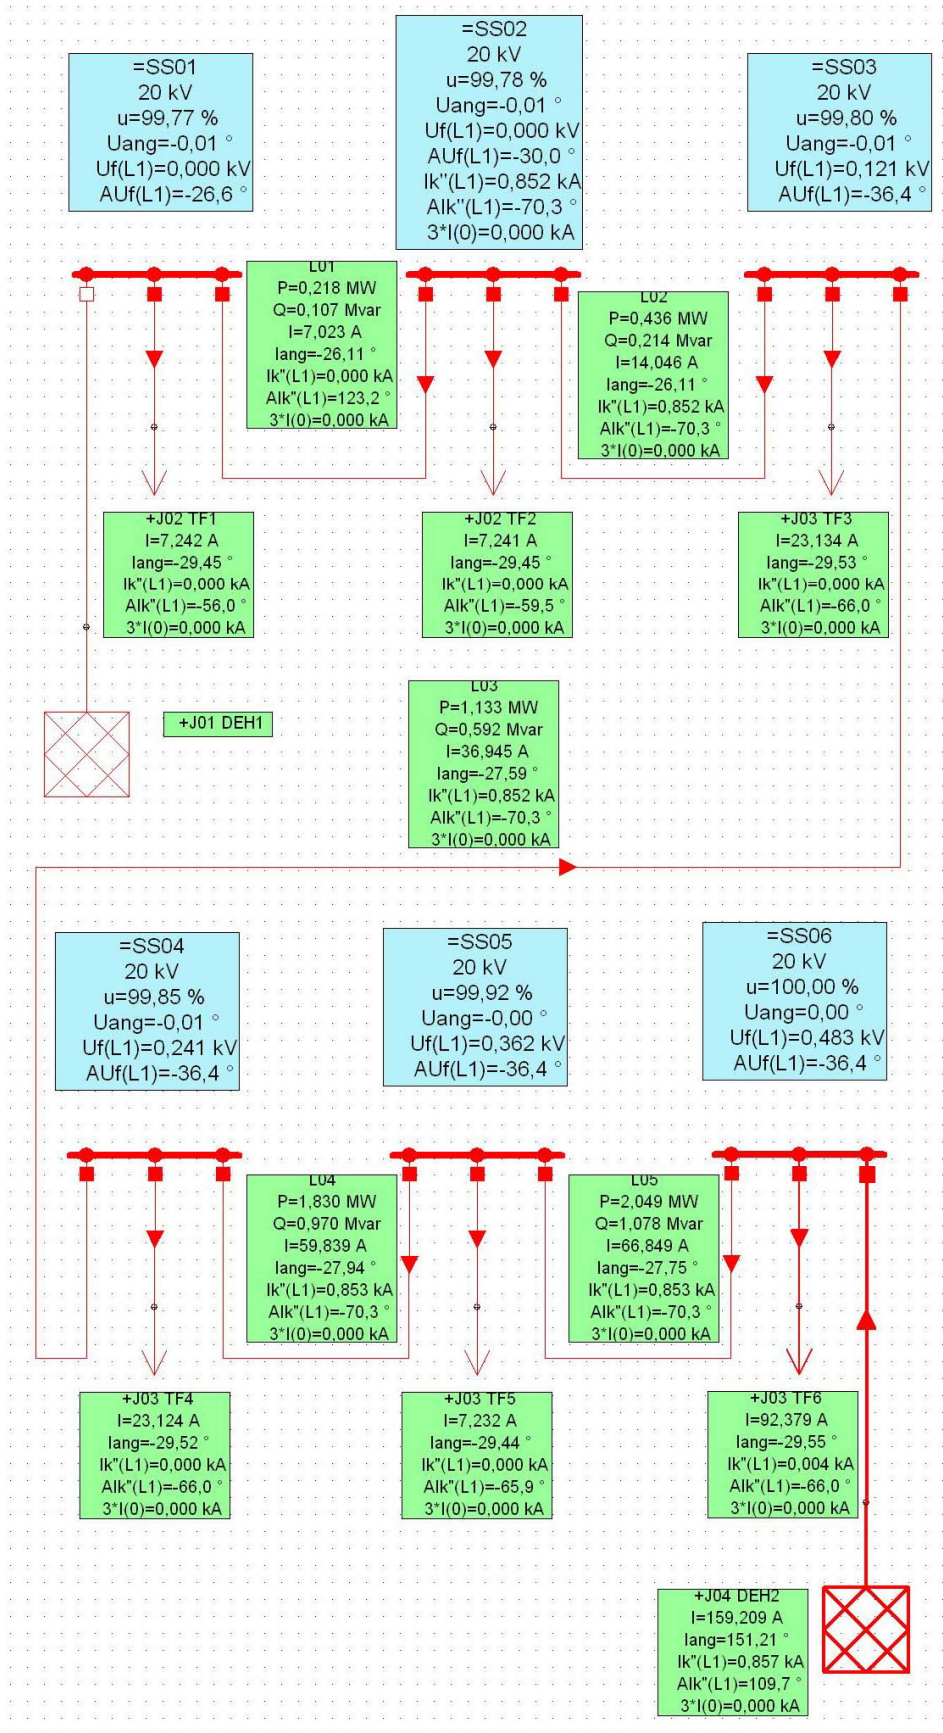 =SS01
20 kV
u=99,77 %
Uang=-0,01 °
Uf(L1)=0,000 kV
AUf(L1)=-26,6 °
=SS02
20 kV
u=99,78 %
Uang=-0,01 °
Uf(L1)=0,000 kV
AUf(L1)=-30,0 °
Ik"(L1)=0,852 kA
AIk"(L1)=-70,3 °
3*I(0)=0,000 kA
=SS03
20 kV
u=99,80 %
Uang=-0,01 °
Uf(L1)=0,121 kV
AUf(L1)=-36,4 °
L01
P=0,218 MW
Q=0,107 Mvar
I=7,023 A
Iang=-26,11 °
Ik"(L1)=0,000 kA
AIk"(L1)=123,2 °
3*I(0)=0,000 kA
L02
P=0,436 MW
Q=0,214 Mvar
I=14,046 A
Iang=-26,11 °
Ik"(L1)=0,852 kA
AIk"(L1)=-70,3 °
3*I(0)=0,000 kA
+J02 TF1
I=7,242 A
Iang=-29,45 °
Ik"(L1)=0,000 kA
AIk"(L1)=-56,0 °
3*I(0)=0,000 kA
+J02 TF2
I=7,241 A
Iang=-29,45 °
Ik"(L1)=0,000 kA
AIk"(L1)=-59,5 °
3*I(0)=0,000 kA
+J03 TF3
I=23,134 A
Iang=-29,53 °
Ik"(L1)=0,000 kA
AIk"(L1)=-66,0 °
3*I(0)=0,000 kA
+J01 DEH1
L03
P=1,133 MW
Q=0,592 Mvar
I=36,945 A
Iang=-27,59 °
Ik"(L1)=0,852 kA
AIk"(L1)=-70,3 °
3*I(0)=0,000 kA
=SS04
20 kV
u=99,85 %
Uang=-0,01 °
Uf(L1)=0,241 kV
AUf(L1)=-36,4 °
=SS05
20 kV
u=99,92 %
Uang=-0,00 °
Uf(L1)=0,362 kV
AUf(L1)=-36,4 °
=SS06
20 kV
u=100,00 %
Uang=0,00 °
Uf(L1)=0,483 kV
AUf(L1)=-36,4 °
L04
P=1,830 MW
Q=0,970 Mvar
I=59,839 A
Iang=-27,94 °
Ik"(L1)=0,853 kA
AIk"(L1)=-70,3 °
3*I(0)=0,000 kA
L05
P=2,049 MW
Q=1,078 Mvar
I=66,849 A
Iang=-27,75 °
Ik"(L1)=0,853 kA
AIk"(L1)=-70,3 °
3*I(0)=0,000 kA
+J03 TF4
I=23,124 A
Iang=-29,52 °
Ik"(L1)=0,000 kA
AIk"(L1)=-66,0 °
3*I(0)=0,000 kA
+J03 TF5
I=7,232 A
Iang=-29,44 °
Ik"(L1)=0,000 kA
AIk"(L1)=-65,9 °
3*I(0)=0,000 kA
+J03 TF6
I=92,379 A
Iang=-29,55 °
Ik"(L1)=0,004 kA
AIk"(L1)=-66,0 °
3*I(0)=0,000 kA
+J04 DEH2
I=159,209 A
Iang=151,21 °
Ik"(L1)=0,857 kA
AIk"(L1)=109,7 °
3*I(0)=0,000 kA